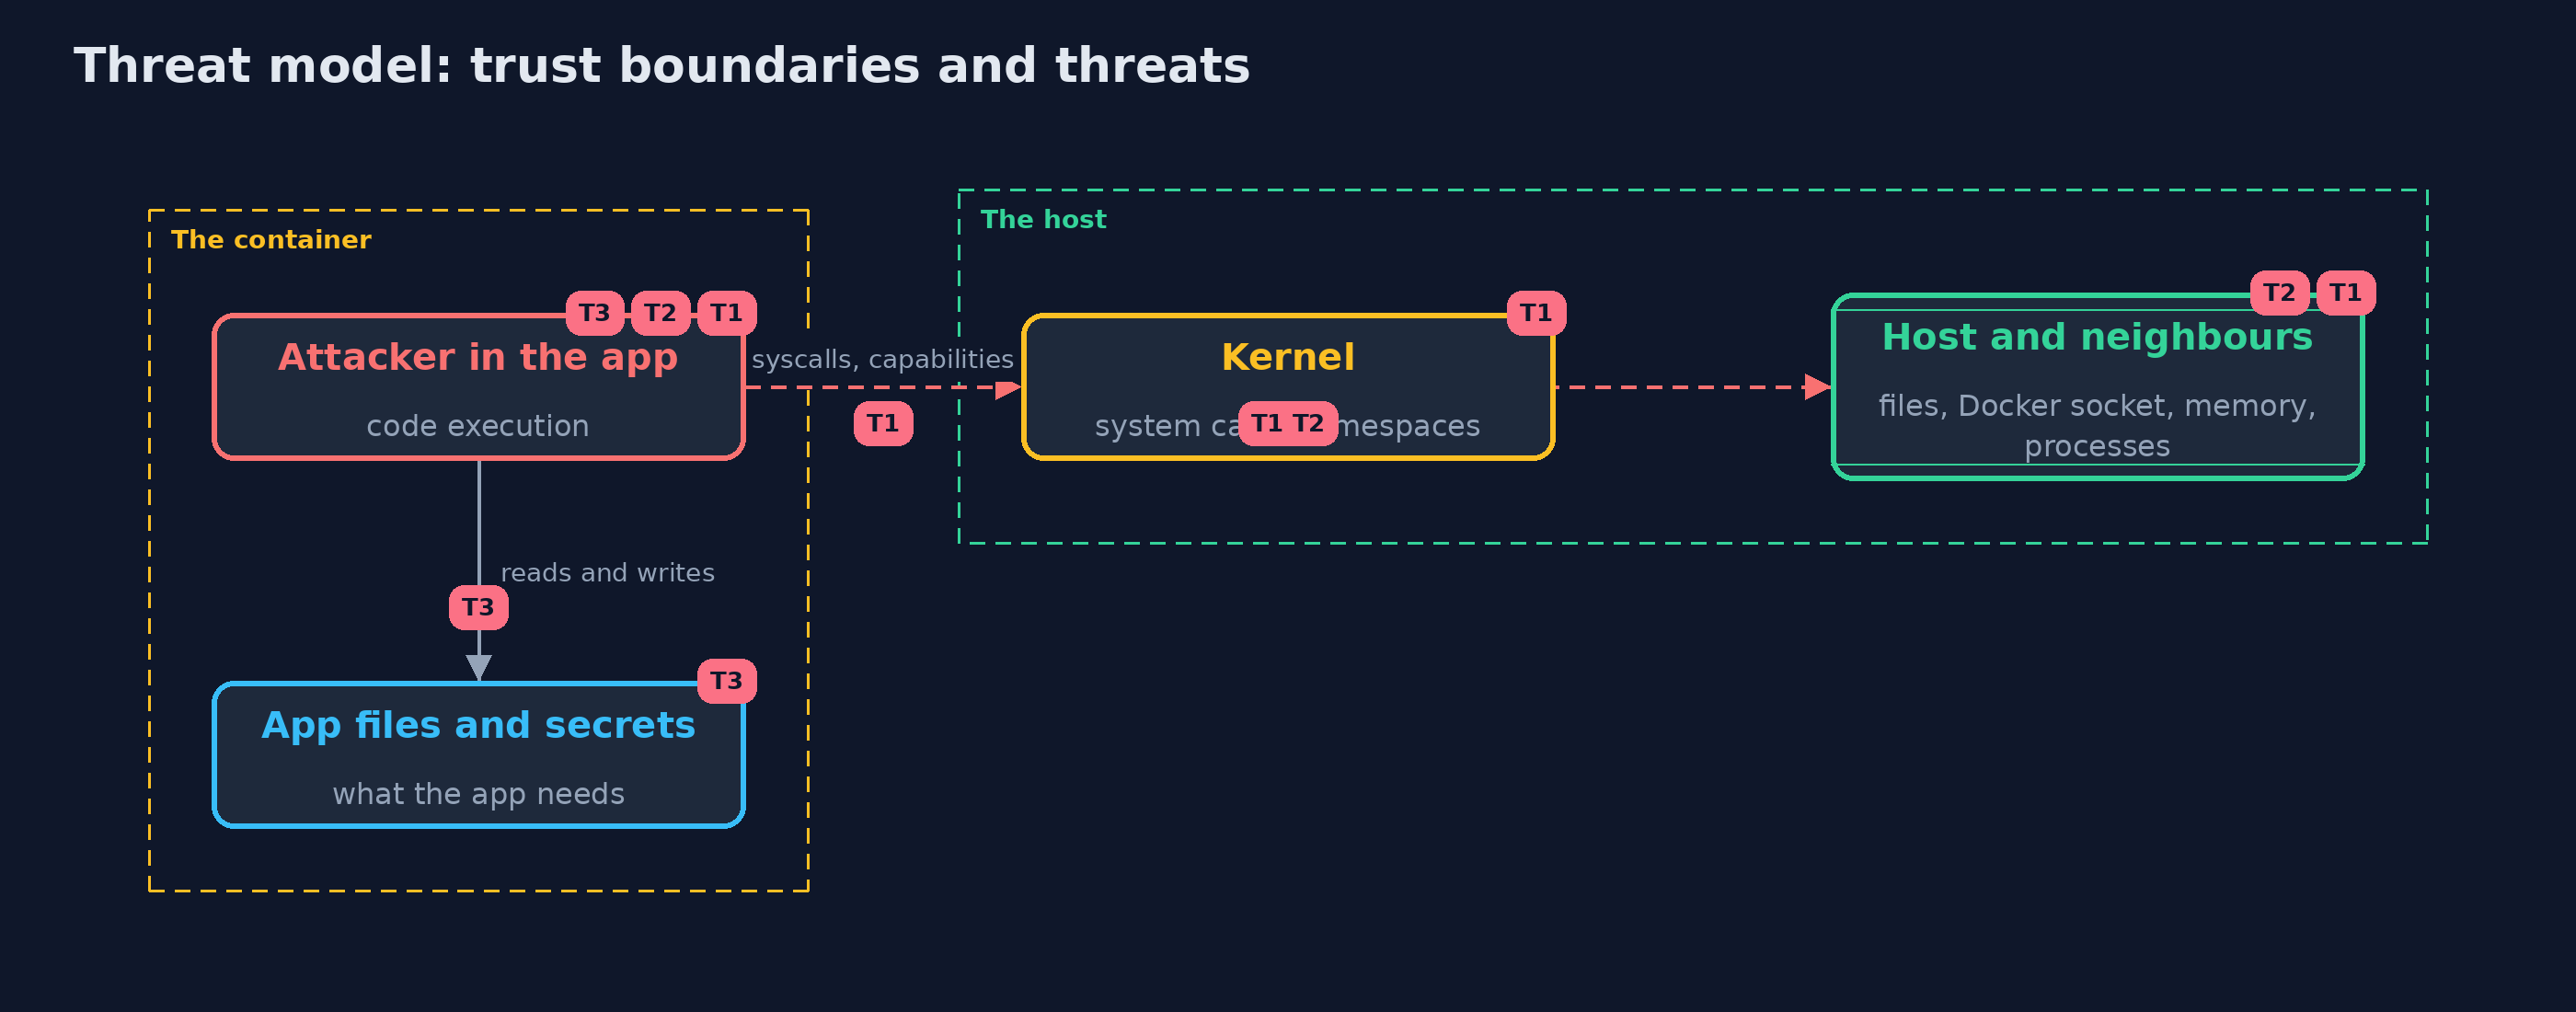 Threat model: trust boundaries and threats
The container
The host
T3 T2 T1
Attacker in the app
code execution
syscalls, capabilities
T1
T1
Kernel
system
T1 T2
T2 T1
Host and neighbours
files, Docker socket, memory,
processes
reads and writes
T3
T3
App files and secrets
what the app needs